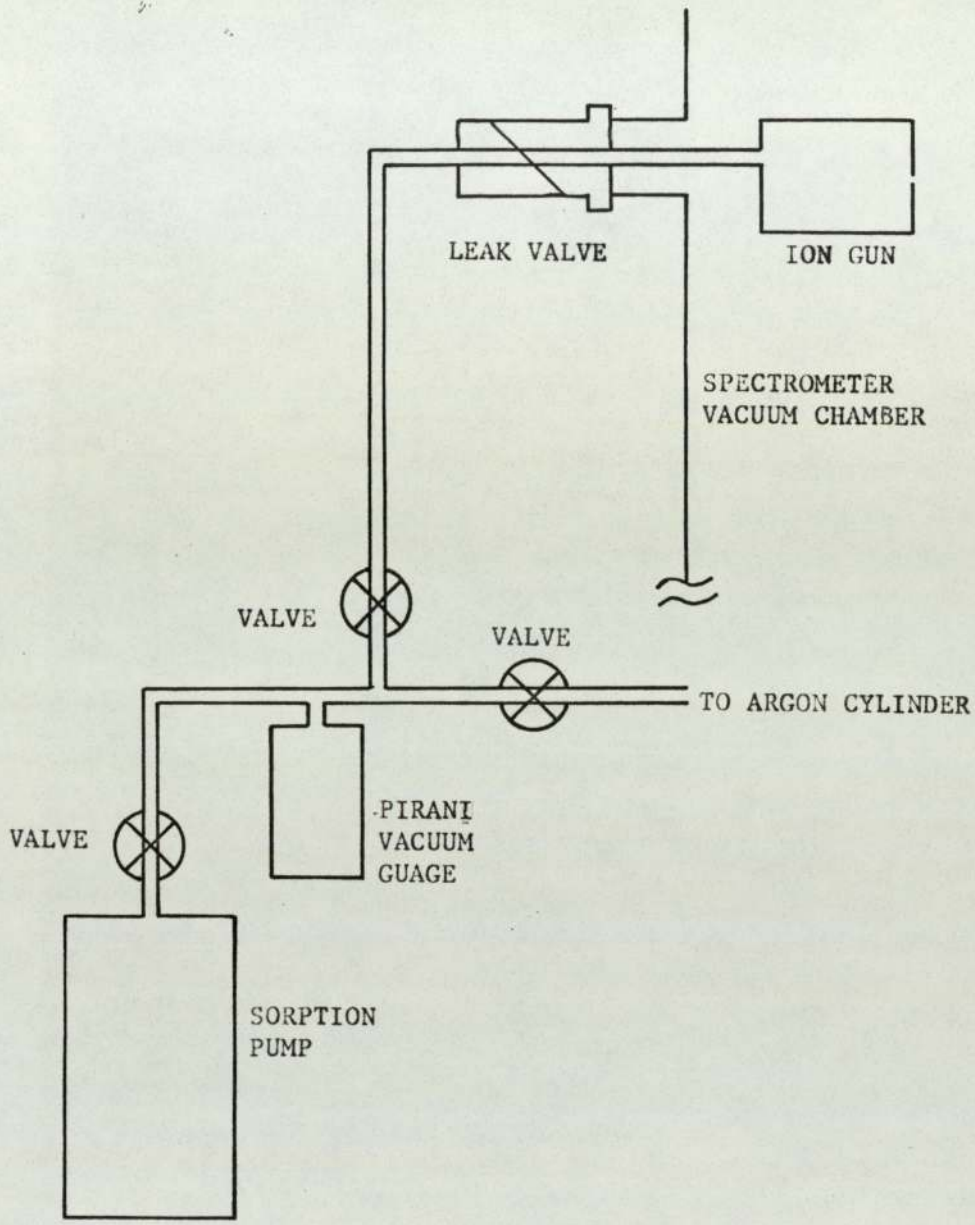 LEAK VALVE
ION GUN
SPECTROMETER
VACUUM CHAMBER
VALVE
VALVE
TO ARGON CYLINDER
PIRANI
VACUUM
GUAGE
VALVE
SORPTION
PUMP